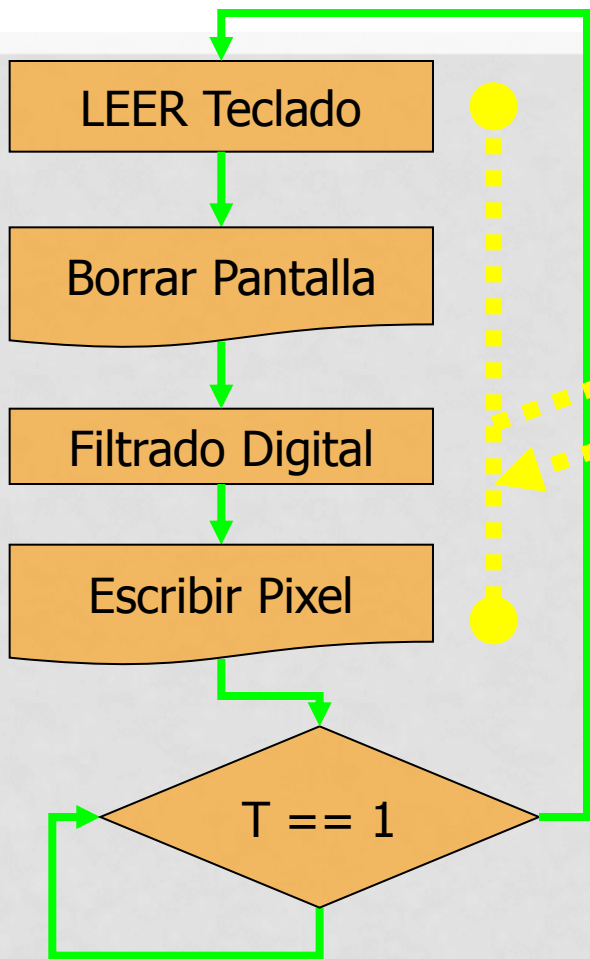 LEER Teclado
Borrar Pantalla
Filtrado Digital
Escribir Pixel
T == 1